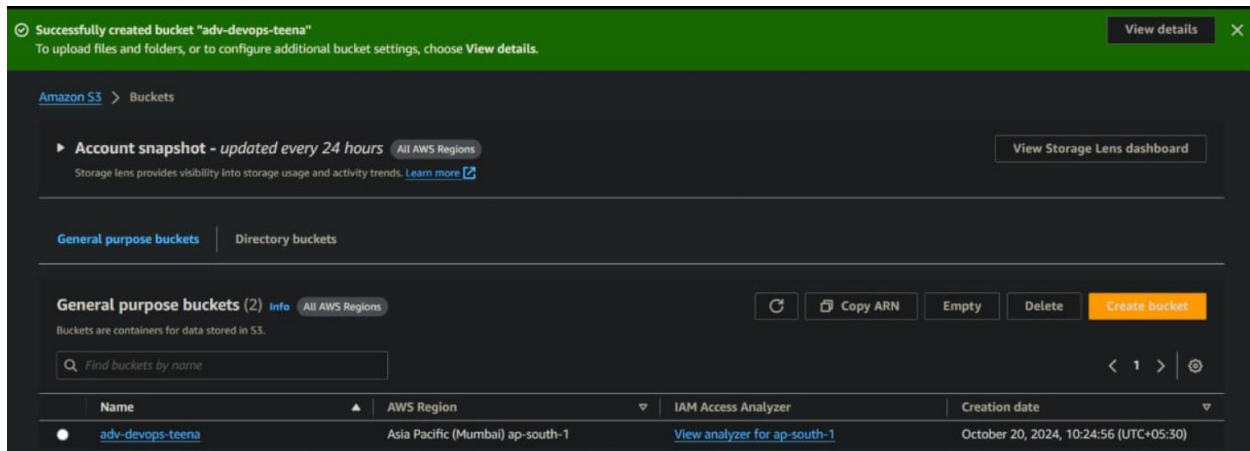 Successfully created bucket "adv-devops-teena"
View details
To upload files and folders, or to configure additional bucket settings, choose View details.
Amazon S3 > Buckets
Account snapshot - updated every 24 hours All AWS Regions
View Storage Lens dashboard
Storage lens provides visibility into storage usage and activity trends. Learn more
General purpose buckets Directory buckets
General purpose buckets (2) Info All AWS Regions
Copy ARN Empty Delete Create bucket
Buckets are containers for data stored in S3.
Find buckets by name
1
Name AWS Region IAM Access Analyzer Creation date
adv-devops-teena Asia Pacific (Mumbai) ap-south-1 View analyzer for ap-south-1 October 20, 2024, 10:24:56 (UTC+05:30)